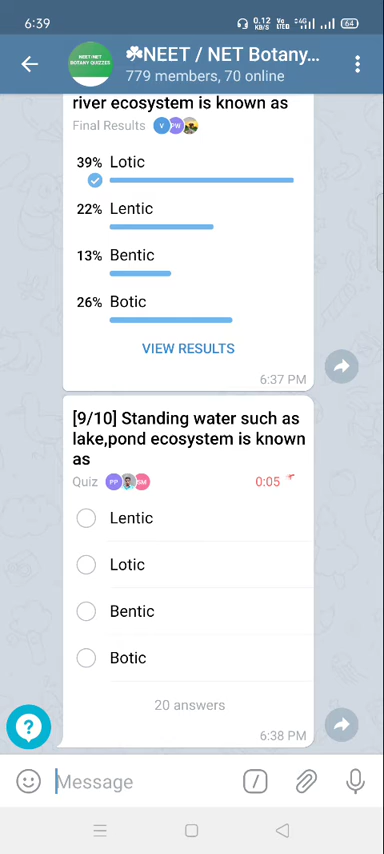 6:39
0.12 KB/S
Vo LTE
4G
64
NEET / NET
BOTANY QUIZZES
☘NEET / NET Botany...
779 members, 70 online
river ecosystem is known as
Final Results V PW
39% Lotic
22% Lentic
13% Bentic
26% Botic
VIEW RESULTS
6:37 PM
[9/10] Standing water such as
lake,pond ecosystem is known
as
Quiz PP SM 0:05
Lentic
Lotic
Bentic
Botic
20 answers
6:38 PM
?
Message